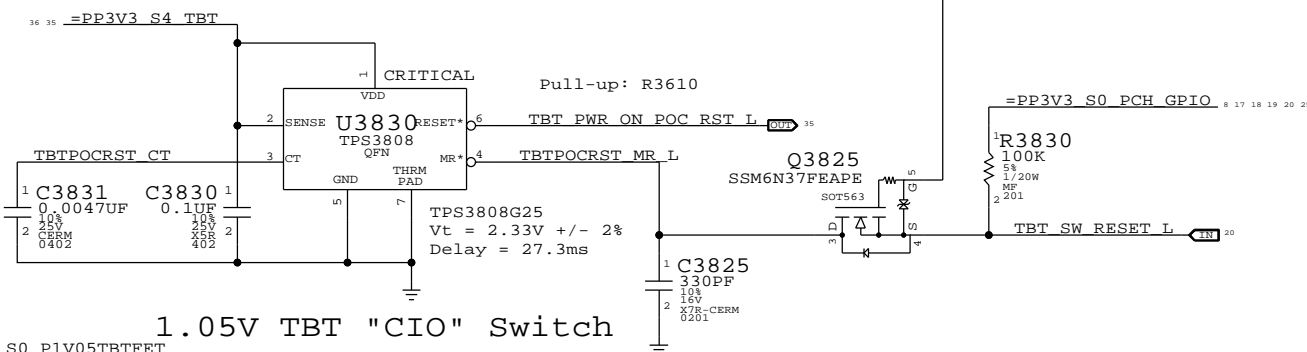 36 35 =PP3V3_S4_TBT
1
CRITICAL
Pull-up: R3610
VDD
=PP3V3_S0_PCH_GPIO 8 17 18 19 20 25
2 SENSE U3830 RESET* 6 TBT_PWR_ON_POC_RST_L OUT 35
TPS3808
QFN
TBTPOCRST_CT 3 CT MR* 4 TBTPOCRST_MR_L
THRM
GND PAD
5 7
1 R3830
100K
5%
1/20W
MF
2 201
Q3825
SSM6N37FEAPE
SOT563
G 5
3 D
S 4
TBT_SW_RESET_L IN 20
1 C3831
0.0047UF
10%
25V
2 CERM
0402
C3830 1
0.1UF
10%
25V
X5R 2
402
TPS3808G25
Vt = 2.33V +/- 2%
Delay = 27.3ms
1 C3825
330PF
10%
16V
2 X7R-CERM
0201
1.05V TBT "CIO" Switch
S0_P1V05TBTFET